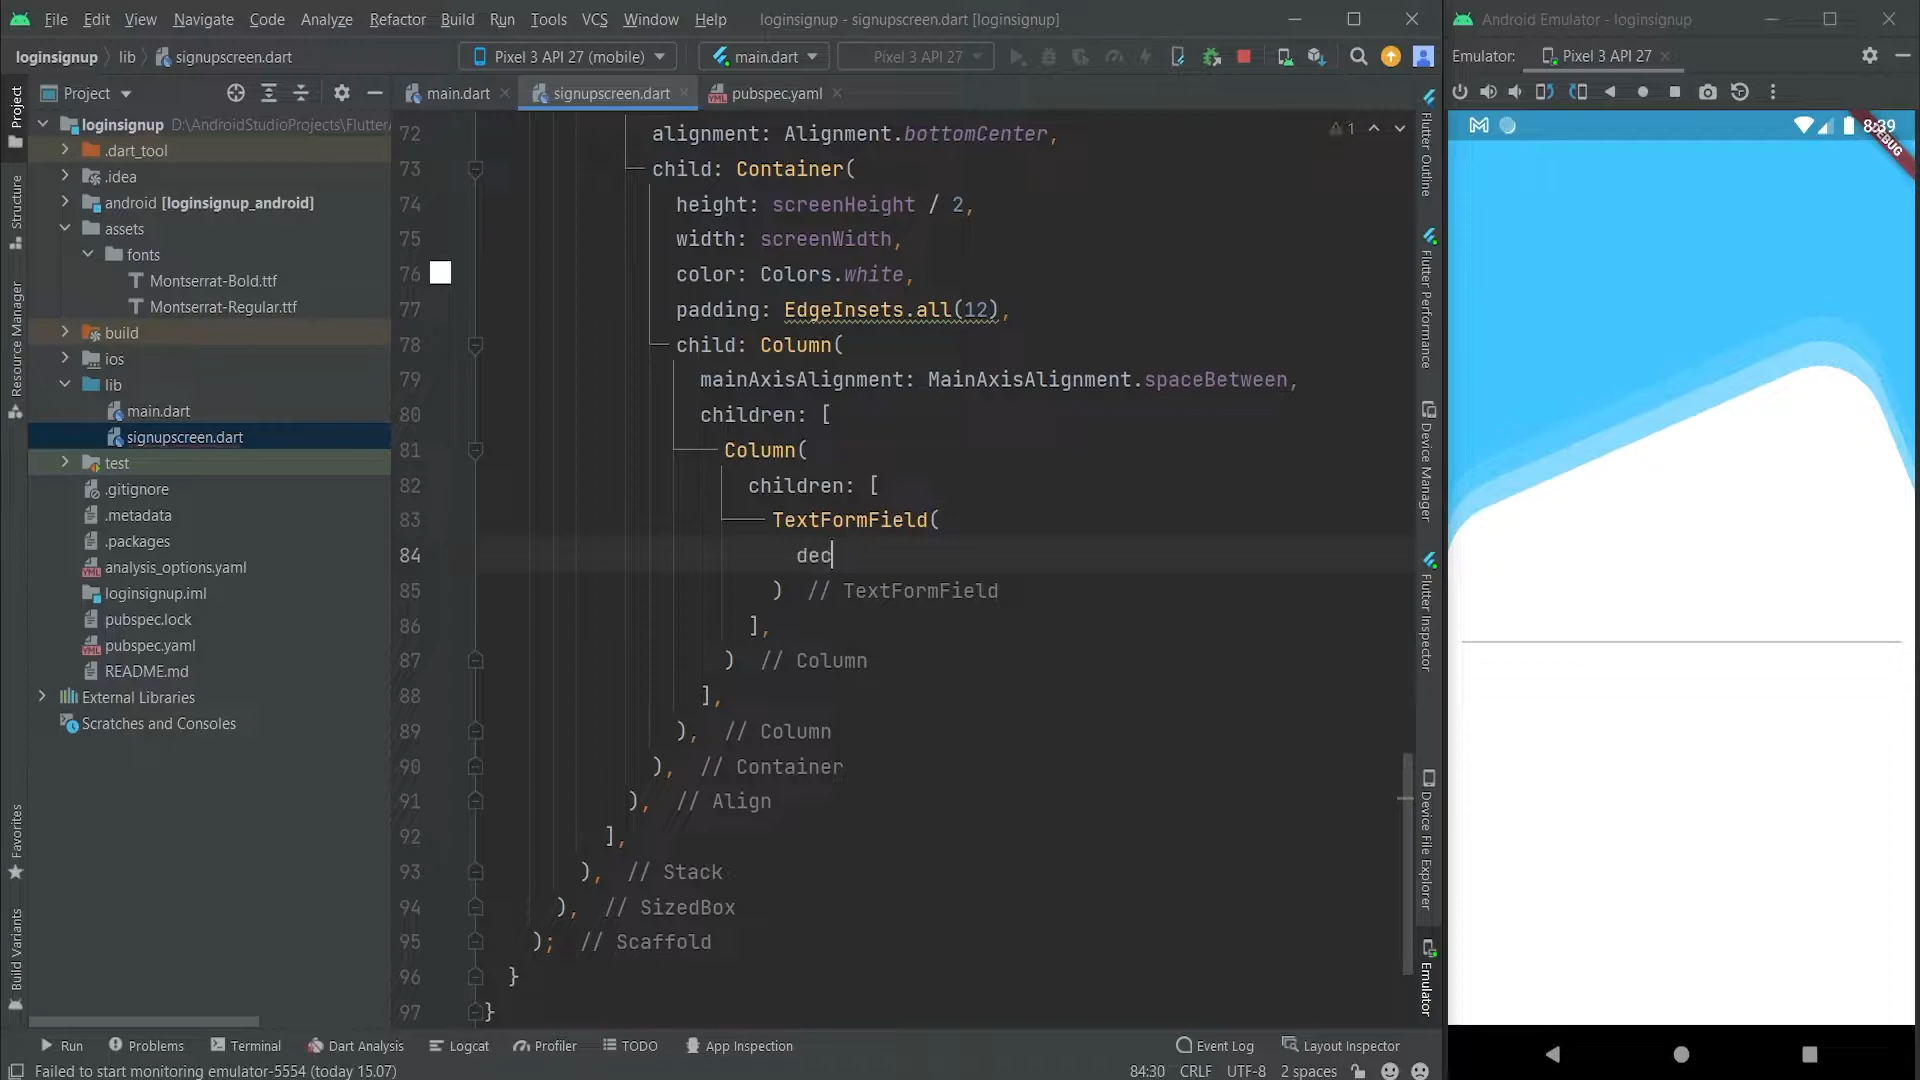 File Edit View Navigate Code Analyze Refactor Build Run Tools VCS Window Help loginsignup - signupscreen.dart [loginsignup]
Android Emulator - loginsignup
loginsignup lib signupscreen.dart
Pixel 3 API 27 (mobile) main.dart Pixel 3 API 27
Emulator: Pixel 3 API 27
Project
main.dart signupscreen.dart pubspec.yaml
loginsignup D:\AndroidStudioProjects\Flutter
.dart_tool
.idea
android [loginsignup_android]
assets
fonts
Montserrat-Bold.ttf
Montserrat-Regular.ttf
build
ios
lib
main.dart
signupscreen.dart
test
.gitignore
.metadata
.packages
analysis_options.yaml
loginsignup.iml
pubspec.lock
pubspec.yaml
README.md
External Libraries
Scratches and Consoles
Project
Structure
Resource Manager
Favorites
Build Variants
1
72 alignment: Alignment.bottomCenter,
73 child: Container(
74 height: screenHeight / 2,
75 width: screenWidth,
76 color: Colors.white,
77 padding: EdgeInsets.all(12),
78 child: Column(
79 mainAxisAlignment: MainAxisAlignment.spaceBetween,
80 children: [
81 Column(
82 children: [
83 TextFormField(
84 dec
85 ) // TextFormField
86 ],
87 ) // Column
88 ],
89 ), // Column
90 ), // Container
91 ), // Align
92 ],
93 ), // Stack
94 ), // SizedBox
95 ); // Scaffold
96 }
97 }
Flutter Outline
Flutter Performance
Device Manager
Flutter Inspector
Device File Explorer
Emulator
8:39
DEBUG
Run Problems Terminal Dart Analysis Logcat Profiler TODO App Inspection Event Log Layout Inspector
Failed to start monitoring emulator-5554 (today 15.07) 84:30 CRLF UTF-8 2 spaces